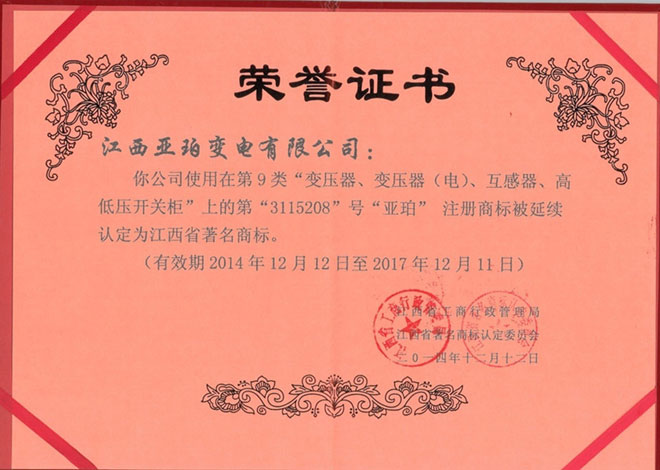 荣誉证书
江西亚珀变电有限公司：
你公司使用在第9类“变压器、变压器（电）、互感器、高
低压开关柜”上的第“3115208”号“亚珀” 注册商标被延续
认定为江西省著名商标。
（有效期2014年12月12日至2017年12月11日）
江西省工商行政管理局
江西省著名商标认定委员会
二0一四年十二月十二日